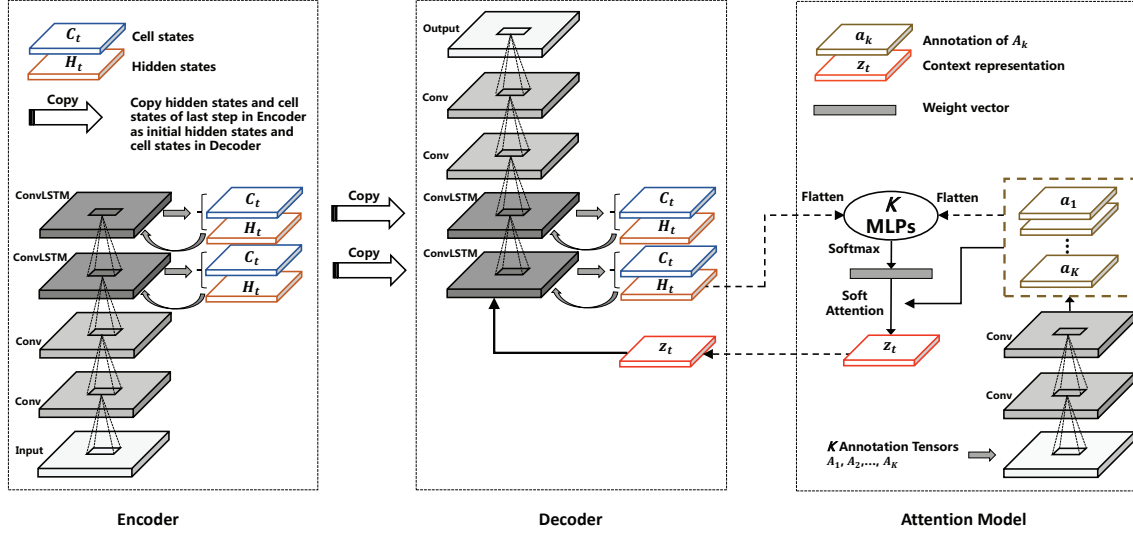 C_t
Cell states
H_t
Hidden states
Copy
Copy hidden states and cell
states of last step in Encoder
as initial hidden states and
cell states in Decoder
ConvLSTM
C_t
H_t
ConvLSTM
C_t
H_t
Conv
Conv
Input
Encoder
Copy
Copy
Output
Conv
Conv
ConvLSTM
C_t
H_t
ConvLSTM
C_t
H_t
z_t
Decoder
a_k
Annotation of A_k
z_t
Context representation
Weight vector
Flatten
K
MLPs
Flatten
Softmax
Soft
Attention
z_t
a_1
a_K
Conv
Conv
K Annotation Tensors
A_1, A_2,..., A_K
Attention Model